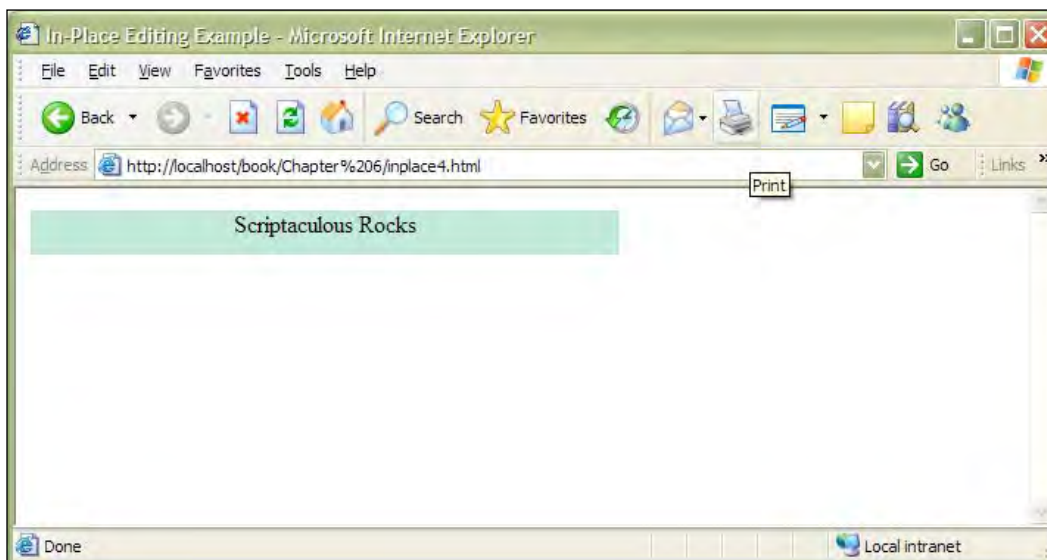 In-Place Editing Example - Microsoft Internet Explorer
File Edit View Favorites Tools Help
Back Search Favorites
Address http://localhost/book/Chapter%206/inplace4.html Go Links »
Print
Scriptaculous Rocks
Done Local intranet